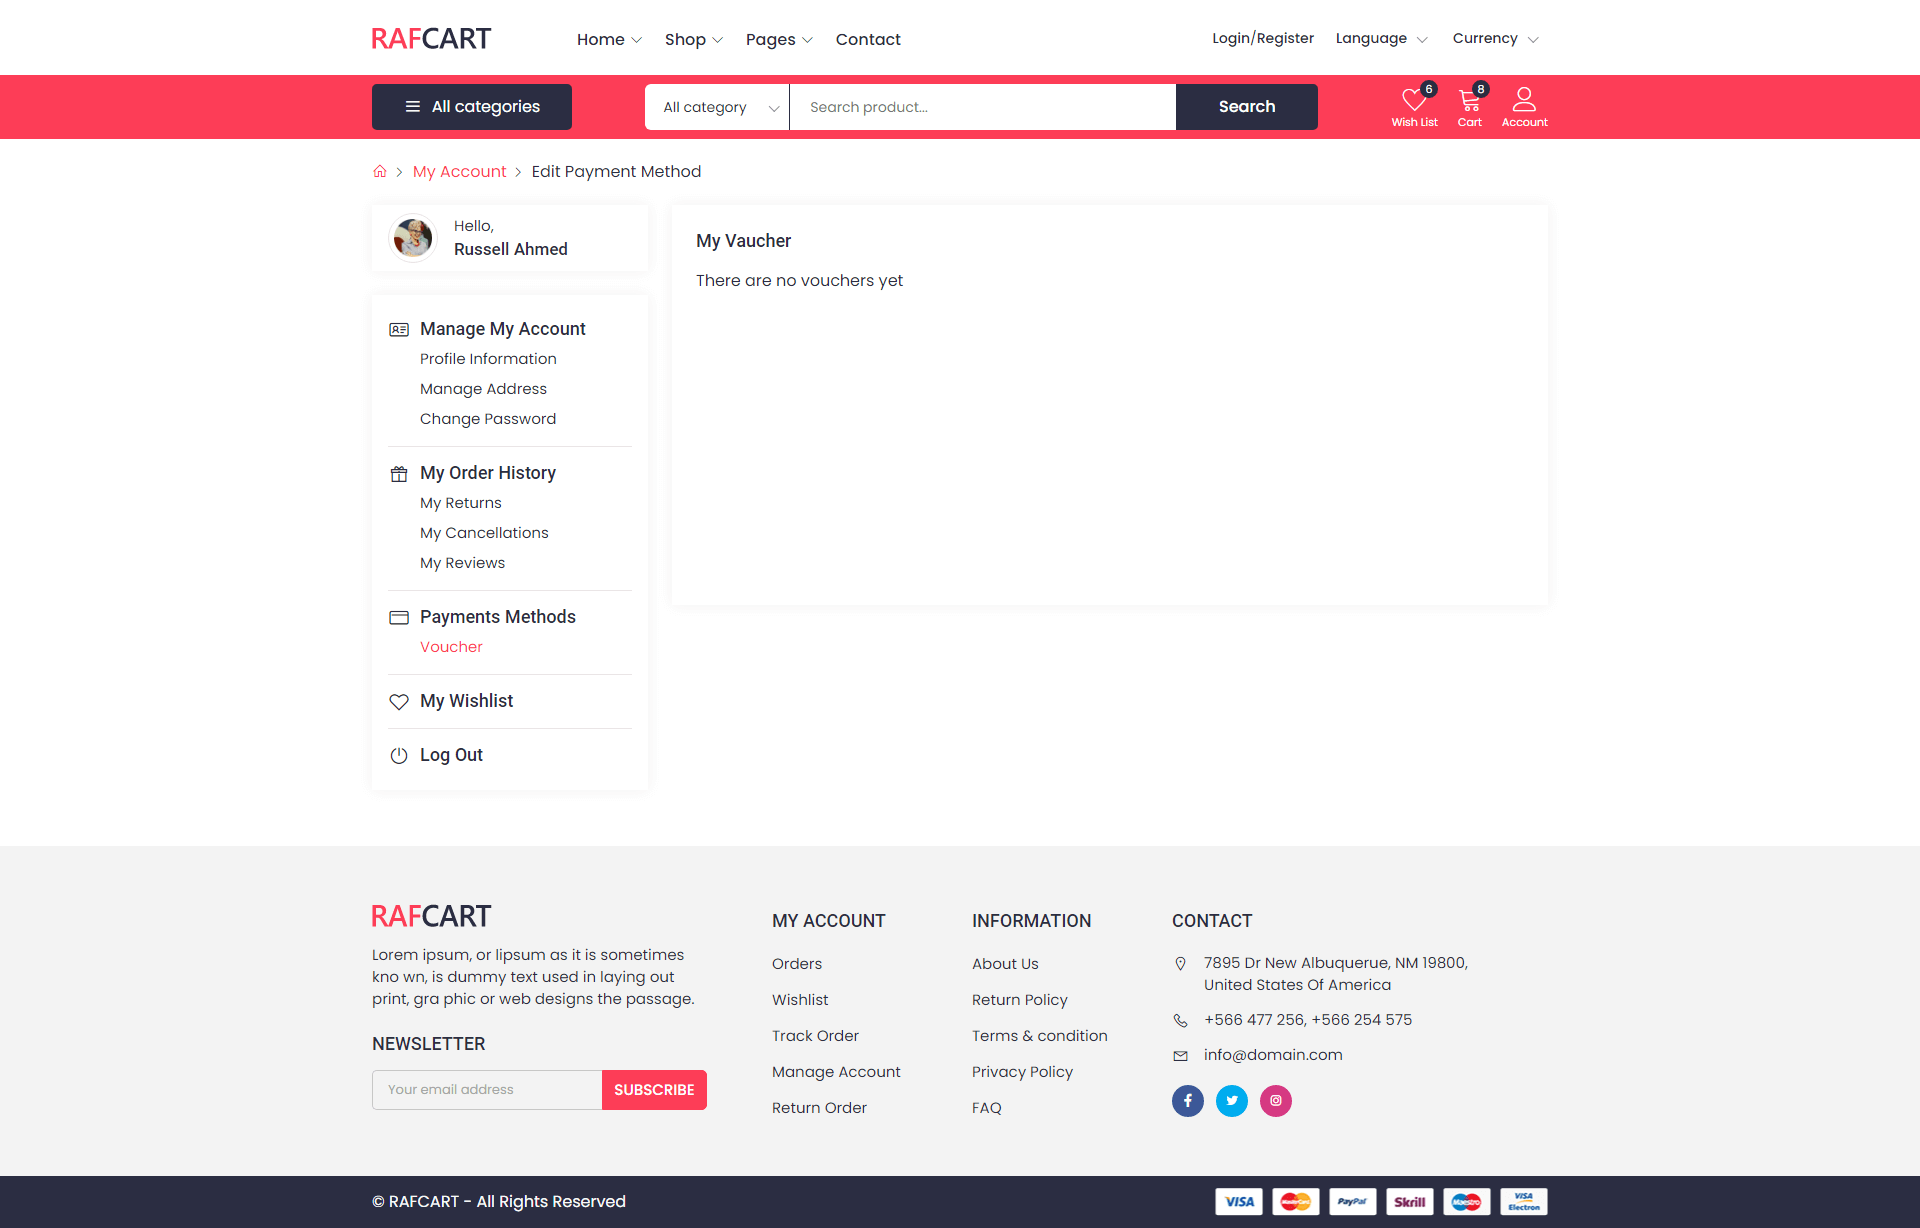 RAFCART
Home
Shop
Pages
Contact
Login/Register
Language
Currency
All categories
All category
Search product...
Search
6
Wish List
8
Cart
Account
My Account
Edit Payment Method
Hello,
Russell Ahmed
Manage My Account
Profile Information
Manage Address
Change Password
My Order History
My Returns
My Cancellations
My Reviews
Payments Methods
Voucher
My Wishlist
Log Out
My Vaucher
There are no vouchers yet
RAFCART
Lorem ipsum, or lipsum as it is sometimes
kno wn, is dummy text used in laying out
print, gra phic or web designs the passage.
NEWSLETTER
Your email address
SUBSCRIBE
MY ACCOUNT
Orders
Wishlist
Track Order
Manage Account
Return Order
INFORMATION
About Us
Return Policy
Terms & condition
Privacy Policy
FAQ
CONTACT
7895 Dr New Albuquerue, NM 19800,
United States Of America
+566 477 256, +566 254 575
info@domain.com
© RAFCART - All Rights Reserved
VISA
MasterCard
PayPal
Skrill
Maestro
VISA
Electron